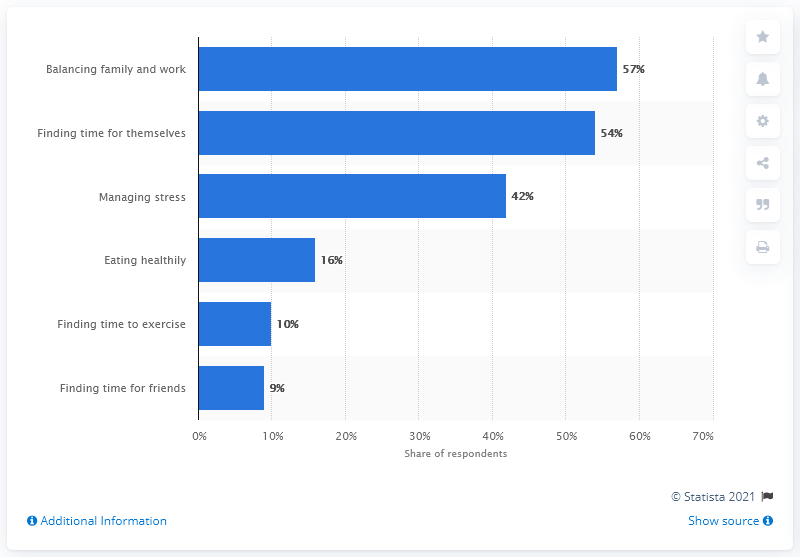 Balancing family and work 57%
Finding time for themselves 54%
Managing stress 42%
Eating healthily 16%
Finding time to exercise 10%
Finding time for friends 9%
0% 10% 20% 30% 40% 50% 60% 70%
Share of respondents
© Statista 2021
Additional Information Show source